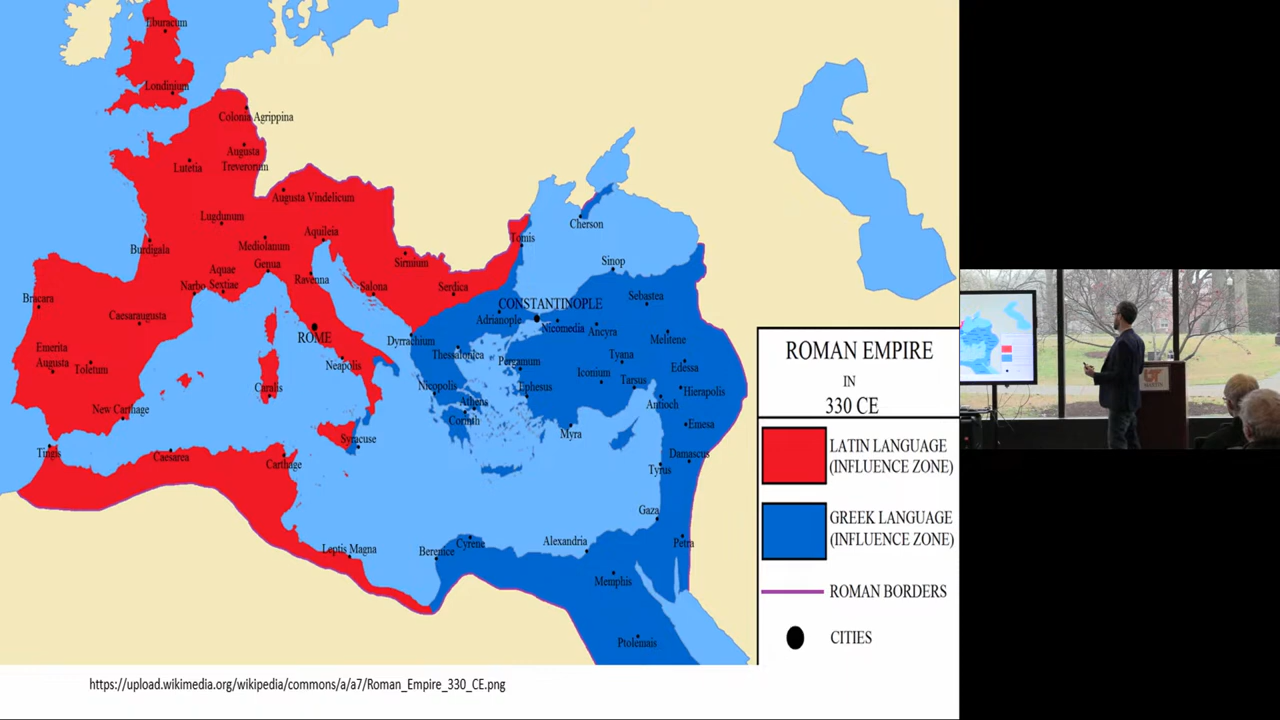 Eburacum
Londinium
Colonia Agrippina
Augusta
Treverorum
Lutetia
Augusta Vindelicum
Lugdunum
Aquileia
Mediolanum
Burdigala
Genua
Aquae
Sextiae
Narbo
Ravenna
Sirmium
Salona
Serdica
Tomis
Cherson
Sinop
Bracara
Caesaraugusta
Emerita
Augusta
Toletum
New Carthage
ROME
Neapolis
Caralis
Dyrrachium
CONSTANTINOPLE
Adrianople
Nicomedia
Ancyra
Sebastea
Melitene
Thessalonica
Pergamum
Tyana
Edessa
Iconium
Tarsus
Hierapolis
Nicopolis
Ephesus
Antioch
Athens
Corinth
Myra
Emesa
Syracuse
Tingis
Caesarea
Carthage
Damascus
Tyrus
Gaza
Leptis Magna
Berenice
Cyrene
Alexandria
Petra
Memphis
Ptolemais
ROMAN EMPIRE
IN
330 CE
LATIN LANGUAGE
(INFLUENCE ZONE)
GREEK LANGUAGE
(INFLUENCE ZONE)
ROMAN BORDERS
CITIES
https://upload.wikimedia.org/wikipedia/commons/a/a7/Roman_Empire_330_CE.png
UT